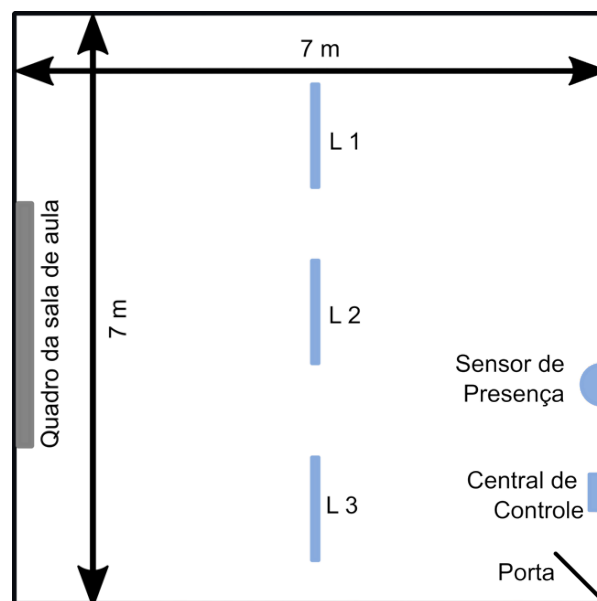 7 m
L 1
Quadro da sala de aula
7 m
L 2
Sensor de
Presença
Central de
Controle
L 3
Porta